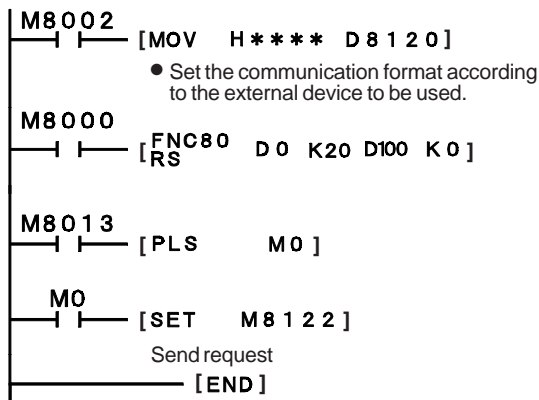 M8002
[MOV H**** D8120]
● Set the communication format according
to the external device to be used.
M8000
[FNC80
RS D0 K20 D100 K0]
M8013
[PLS M0]
M0
[SET M8122]
Send request
[END]